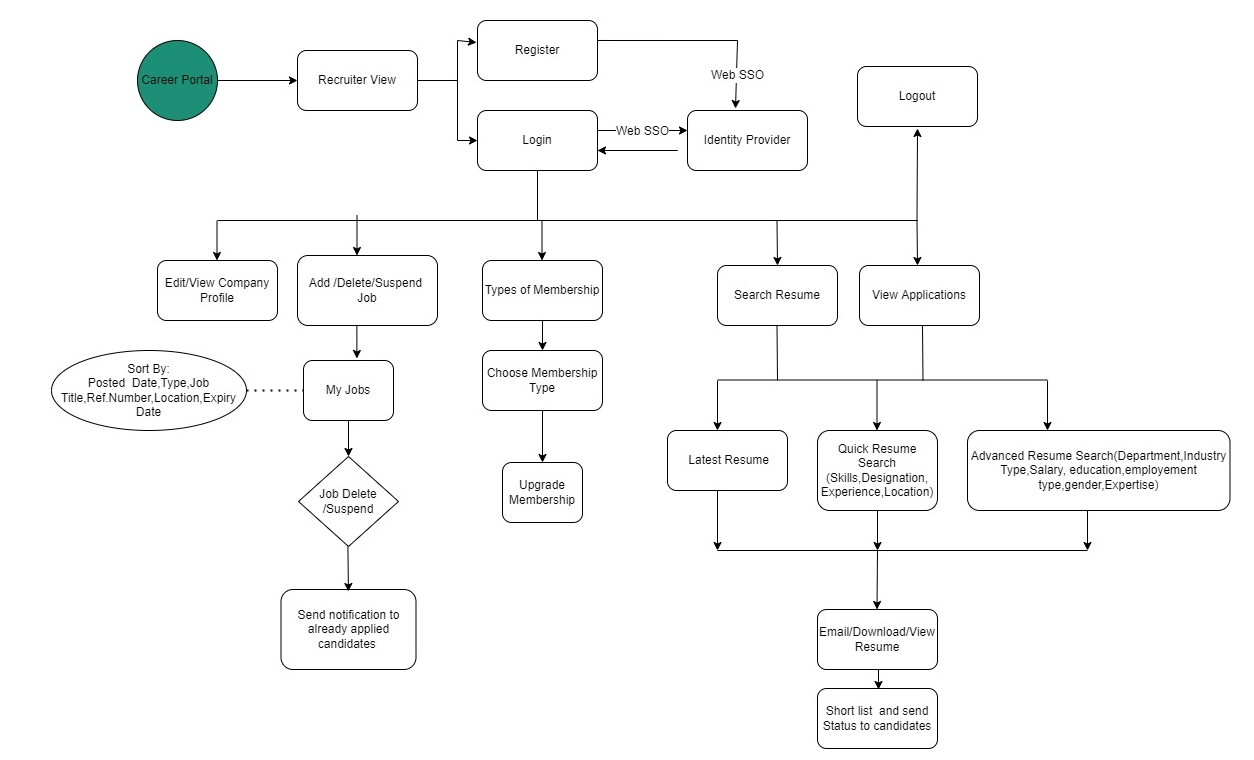 Register
Career Portal
Recruiter View
Web SSO
Logout
Login
Web SSO
Identity Provider
Edit/View Company
Profile
Add /Delete/Suspend
Job
Types of Membership
Search Resume
View Applications
Sort By:
Posted  Date,Type,Job
Title,Ref.Number,Location,Expiry
Date
My Jobs
Choose Membership
Type
Latest Resume
Quick Resume
Search
(Skills,Designation,
Experience,Location)
Advanced Resume Search(Department,Industry
Type,Salary, education,employement
type,gender,Expertise)
Job Delete
/Suspend
Upgrade
Membership
Send notification to
already applied
candidates
Email/Download/View
Resume
Short list  and send
Status to candidates